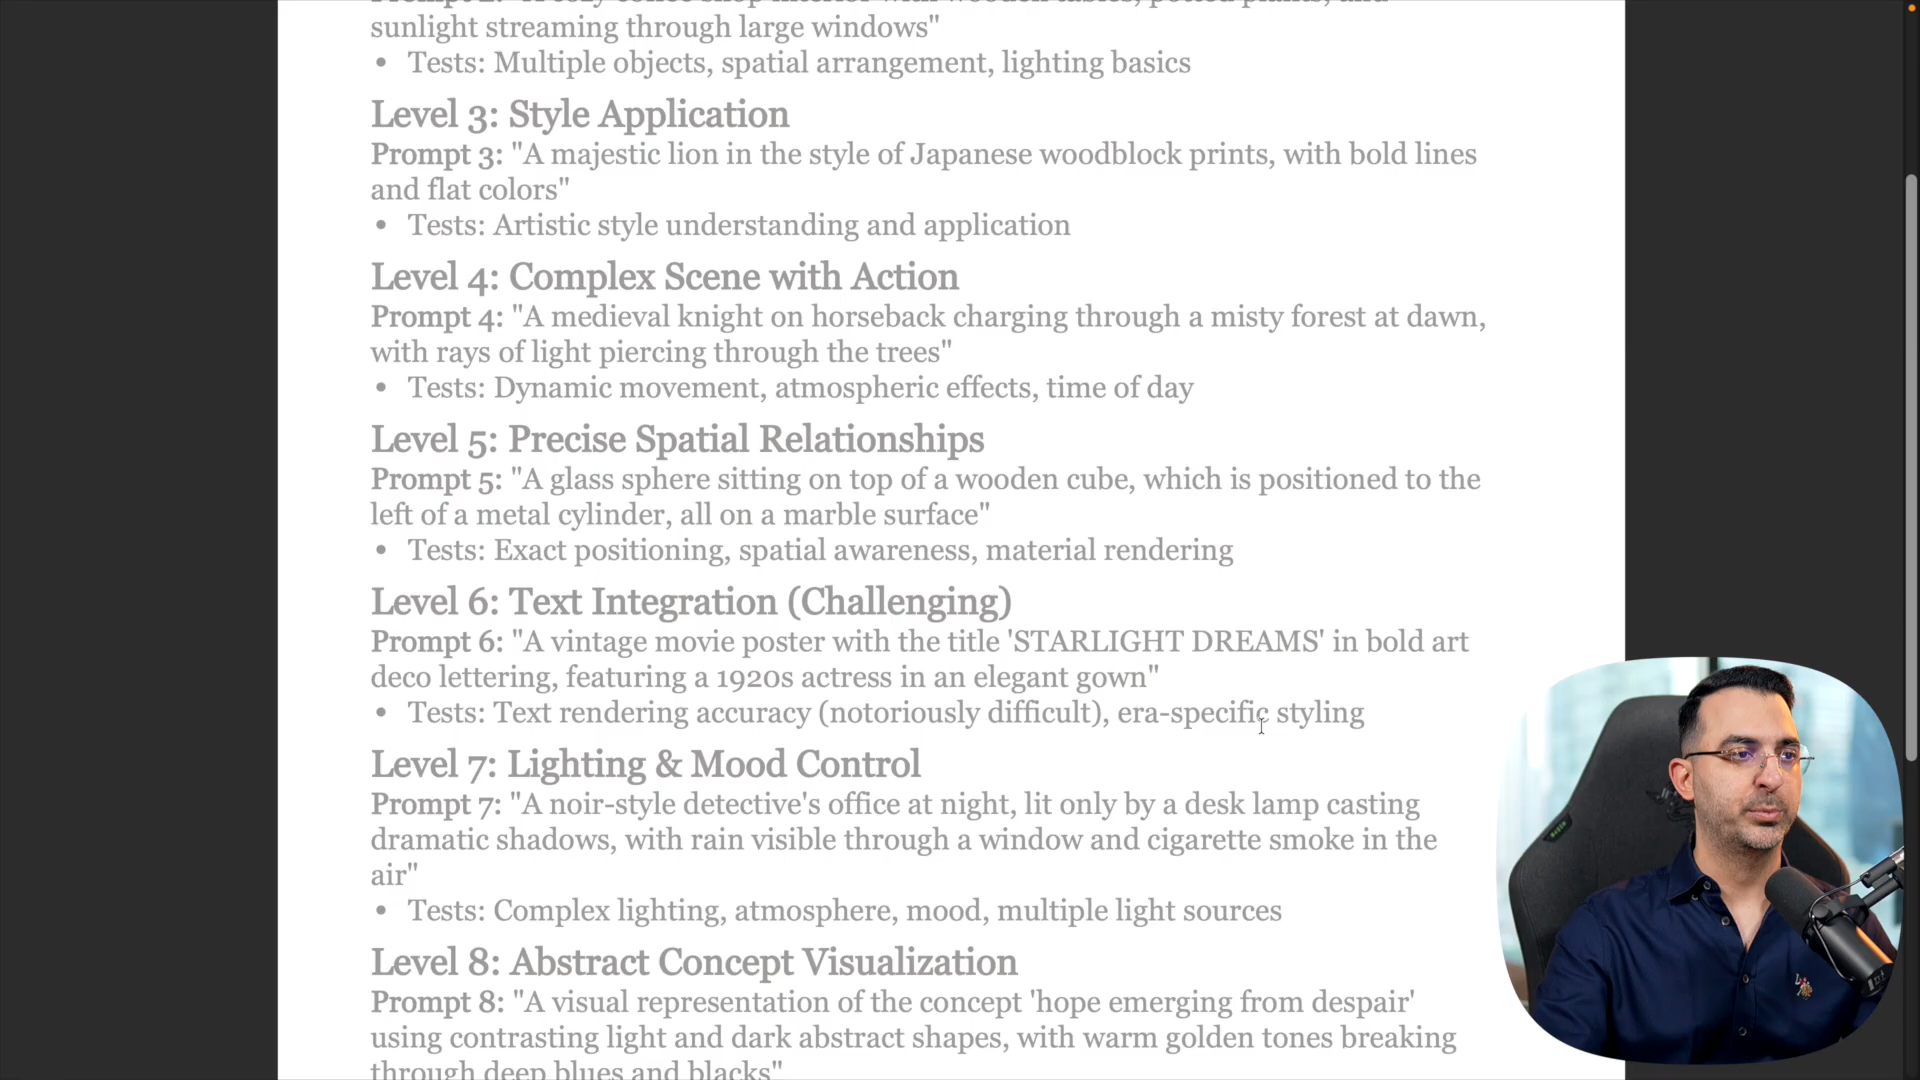 sunlight streaming through large windows"
• Tests: Multiple objects, spatial arrangement, lighting basics
Level 3: Style Application
Prompt 3: "A majestic lion in the style of Japanese woodblock prints, with bold lines
and flat colors"
• Tests: Artistic style understanding and application
Level 4: Complex Scene with Action
Prompt 4: "A medieval knight on horseback charging through a misty forest at dawn,
with rays of light piercing through the trees"
• Tests: Dynamic movement, atmospheric effects, time of day
Level 5: Precise Spatial Relationships
Prompt 5: "A glass sphere sitting on top of a wooden cube, which is positioned to the
left of a metal cylinder, all on a marble surface"
• Tests: Exact positioning, spatial awareness, material rendering
Level 6: Text Integration (Challenging)
Prompt 6: "A vintage movie poster with the title 'STARLIGHT DREAMS' in bold art
deco lettering, featuring a 1920s actress in an elegant gown"
• Tests: Text rendering accuracy (notoriously difficult), era-specific styling
Level 7: Lighting & Mood Control
Prompt 7: "A noir-style detective's office at night, lit only by a desk lamp casting
dramatic shadows, with rain visible through a window and cigarette smoke in the
air"
• Tests: Complex lighting, atmosphere, mood, multiple light sources
Level 8: Abstract Concept Visualization
Prompt 8: "A visual representation of the concept 'hope emerging from despair'
using contrasting light and dark abstract shapes, with warm golden tones breaking
through deep blues and blacks"